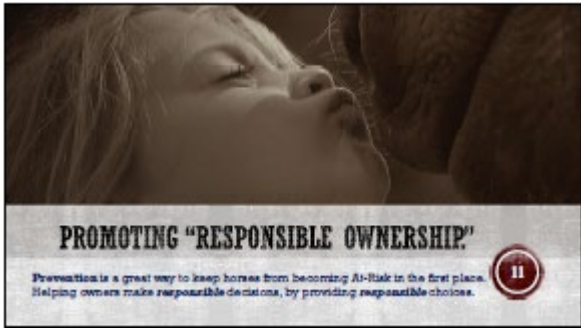 PROMOTING "RESPONSIBLE OWNERSHIP."
Prevention is a great way to keep horses from becoming At-Risk in the first place.
Helping owners make responsible decisions, by providing responsible choices.
11